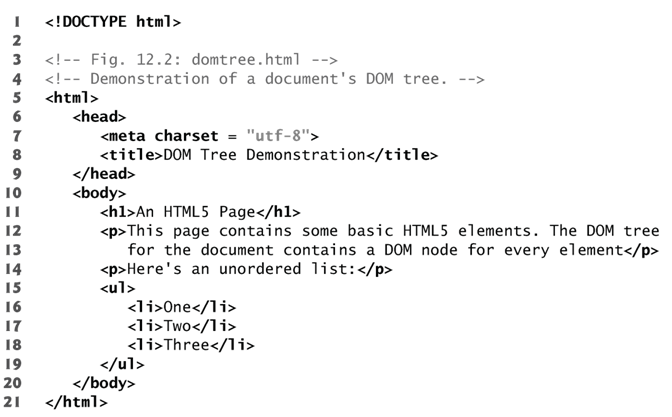 1 <!DOCTYPE html>
2
3 <!-- Fig. 12.2: domtree.html -->
4 <!-- Demonstration of a document's DOM tree. -->
5 <html>
6 <head>
7 <meta charset = "utf-8">
8 <title>DOM Tree Demonstration</title>
9 </head>
10 <body>
11 <h1>An HTML5 Page</h1>
12 <p>This page contains some basic HTML5 elements. The DOM tree
13 for the document contains a DOM node for every element</p>
14 <p>Here's an unordered list:</p>
15 <ul>
16 <li>One</li>
17 <li>Two</li>
18 <li>Three</li>
19 </ul>
20 </body>
21 </html>